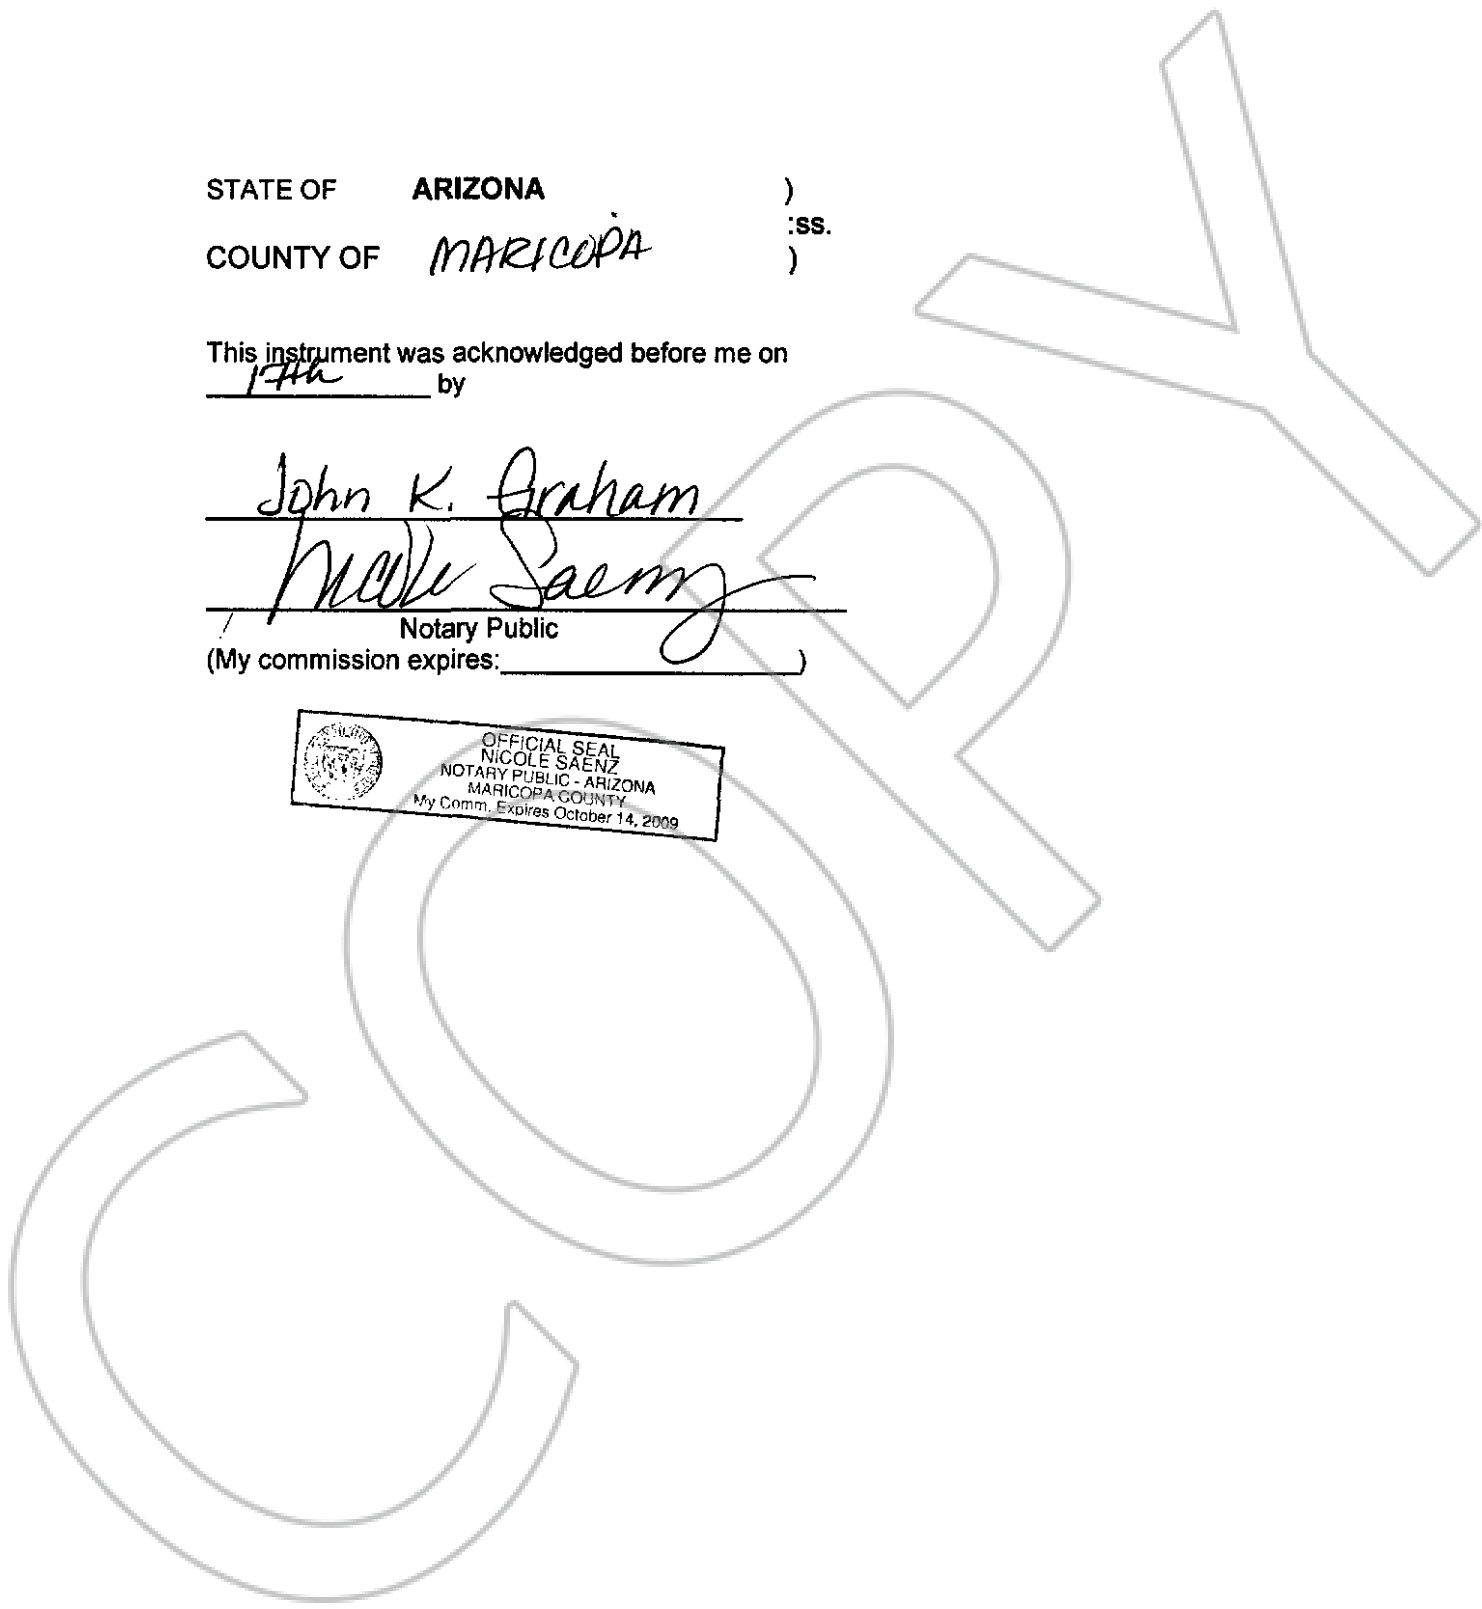 STATE OF ARIZONA )
:ss.
COUNTY OF MARICOPA )
This instrument was acknowledged before me on
17th by
John K. Graham
Nicole Saenz
Notary Public
(My commission expires: )
OFFICIAL SEAL
NICOLE SAENZ
NOTARY PUBLIC - ARIZONA
MARICOPA COUNTY
My Comm. Expires October 14, 2009
COPY